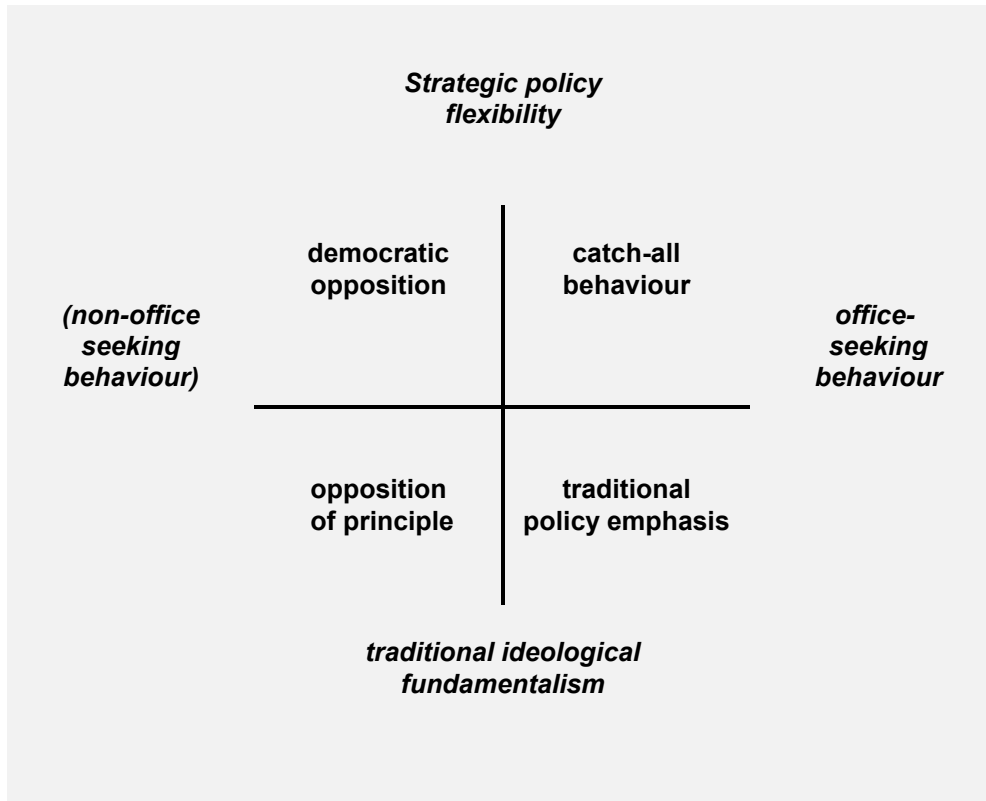 Strategic policy
flexibility
democratic
opposition
catch-all
behaviour
(non-office
seeking
behaviour)
office-
seeking
behaviour
opposition
of principle
traditional
policy emphasis
traditional ideological
fundamentalism